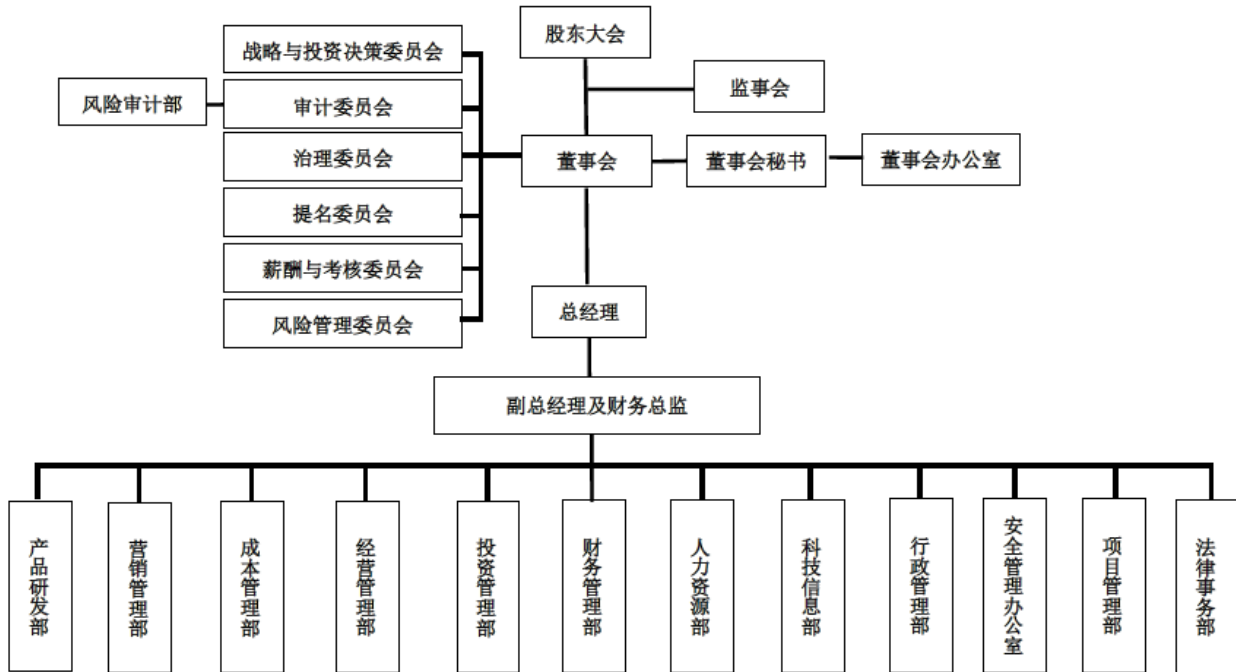 股东大会
战略与投资决策委员会
监事会
风险审计部
审计委员会
治理委员会
董事会
董事会秘书
董事会办公室
提名委员会
薪酬与考核委员会
风险管理委员会
总经理
副总经理及财务总监
产品研发部
营销管理部
成本管理部
经营管理部
投资管理部
财务管理部
人力资源部
科技信息部
行政管理部
安全管理办公室
项目管理部
法律事务部